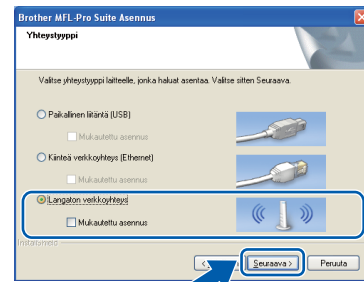 Brother MFL-Pro Suite Asennus
Yhteystyyppi
Valitse yhteystyyppi laitteelle, jonka haluat asentaa. Valitse sitten Seuraava.
Paikallinen liitäntä (USB)
Mukautettu asennus
Kiinteä verkkoyhteys (Ethernet)
Mukautettu asennus
Langaton verkkoyhteys
Mukautettu asennus
InstallShield
< Seuraava > Peruuta